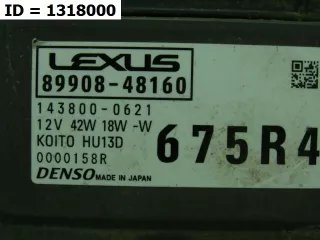 ID = 1318000
LEXUS
89908-48160
143800-0621
12V 42W 18W -W
KOITO HU13D
0000158R
675R4
DENSO MADE IN JAPAN